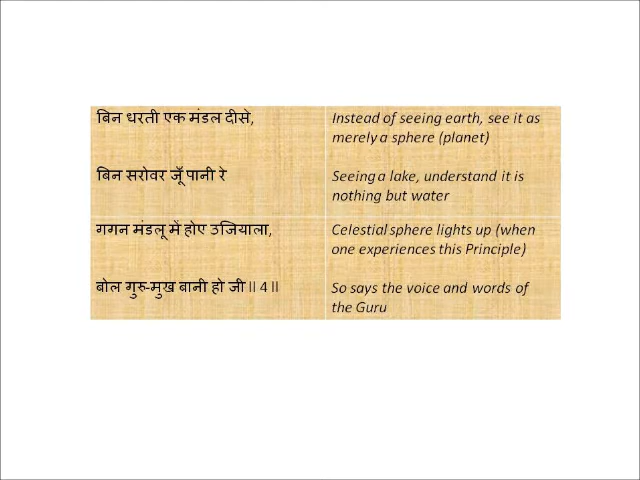 बिन धरती एक मंडल दीसे,
Instead of seeing earth, see it as
merely a sphere (planet)
बिन सरोवर जूँ पानी रे
Seeing a lake, understand it is
nothing but water
गगन मंडलू में होए उजियाला,
Celestial sphere lights up (when
one experiences this Principle)
बोल गुरु-मुख बानी हो जी ll 4 ll
So says the voice and words of
the Guru